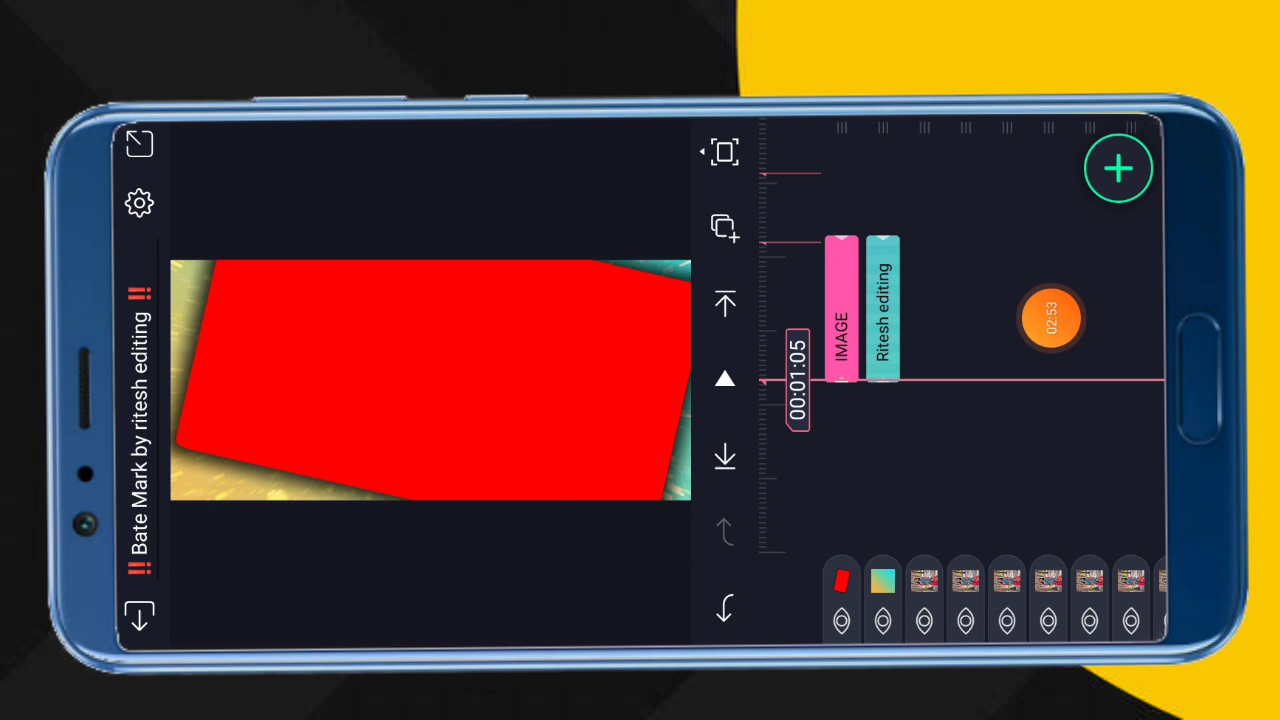 ‼️ Bate Mark by ritesh editing ‼️
00:01:05
IMAGE
Ritesh editing
02:53